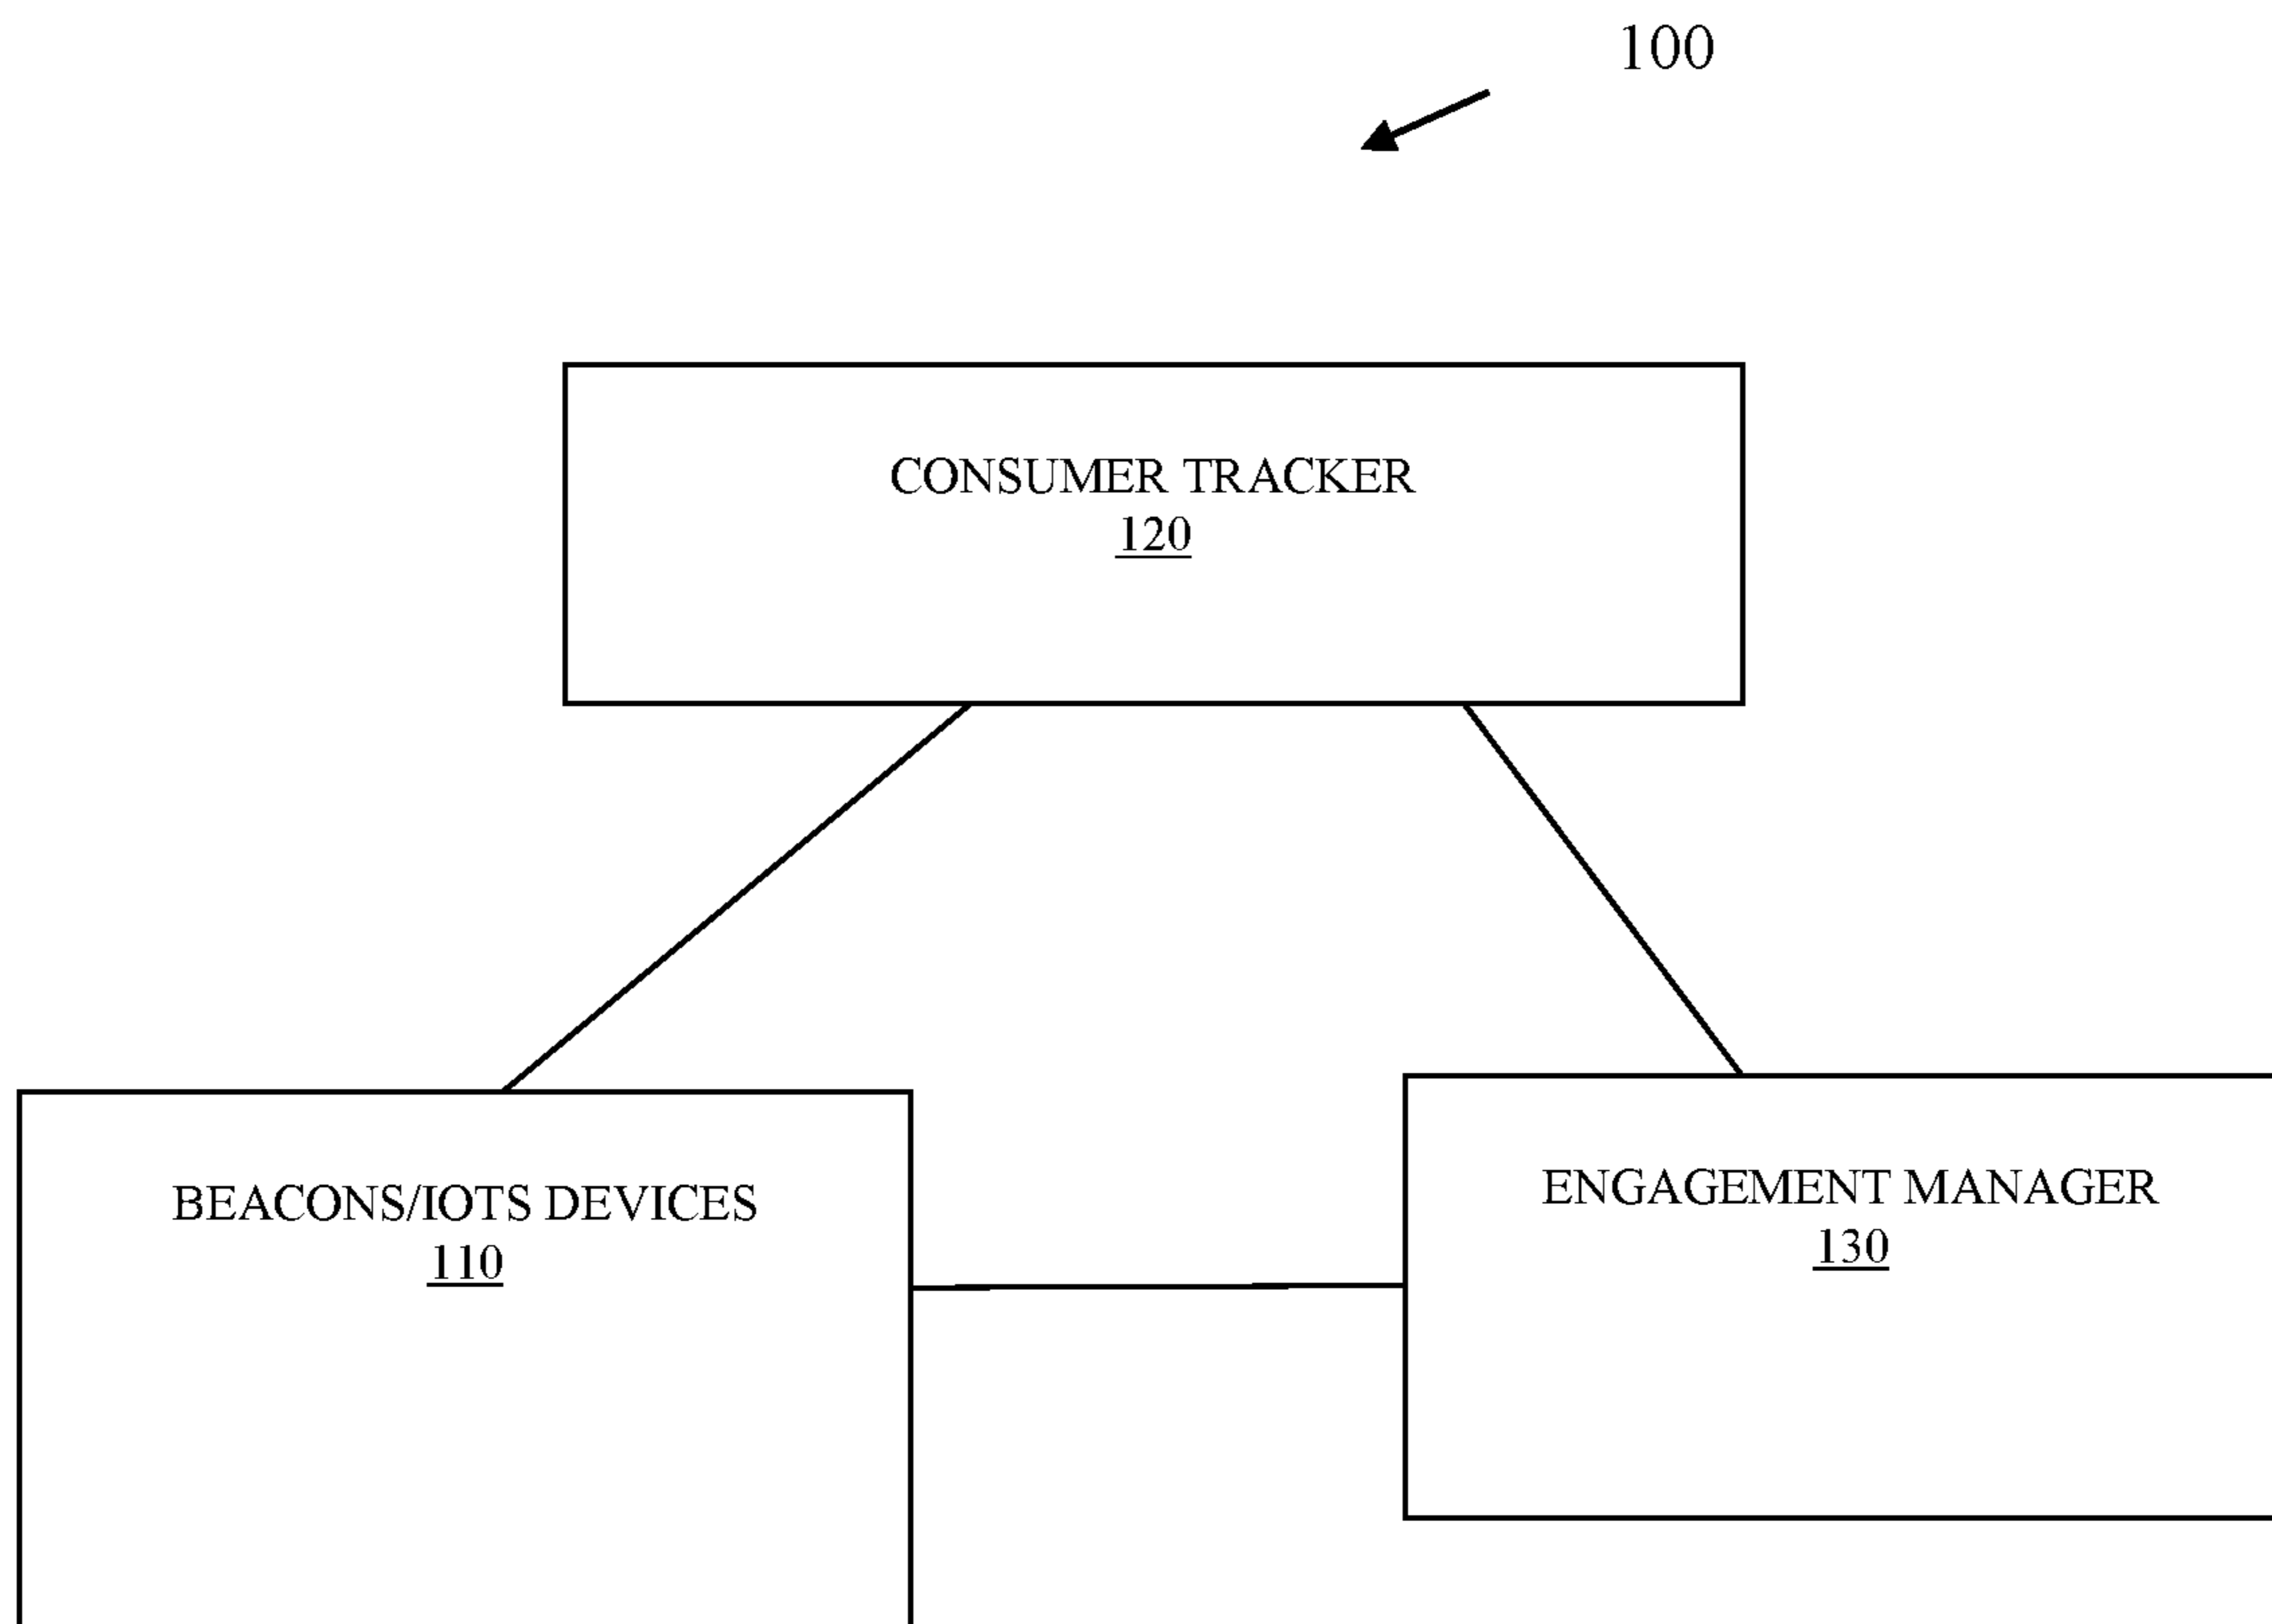 100
CONSUMER TRACKER
120
BEACONS/IOTS DEVICES
110
ENGAGEMENT MANAGER
130